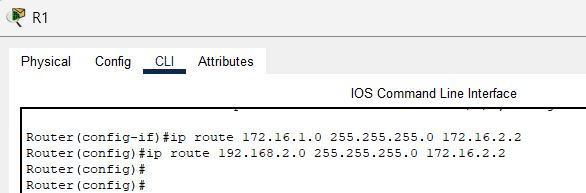 R1
Physical Config CLI Attributes
IOS Command Line Interface
Router(config-if)#ip route 172.16.1.0 255.255.255.0 172.16.2.2
Router(config)#ip route 192.168.2.0 255.255.255.0 172.16.2.2
Router(config)#
Router(config)#